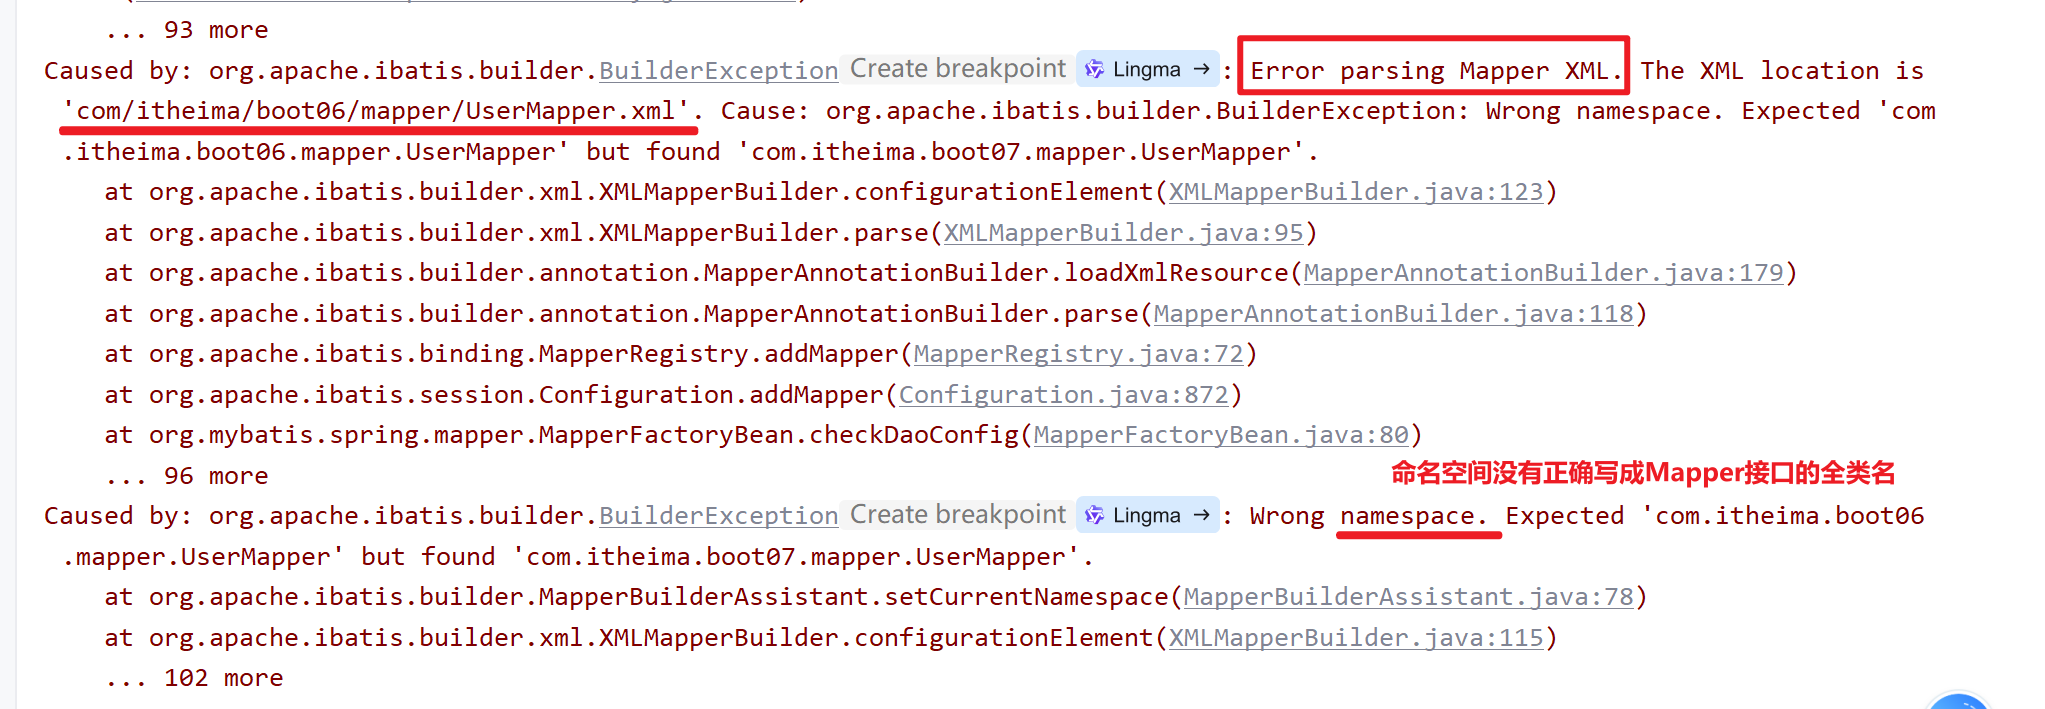 ... 93 more
Caused by: org.apache.ibatis.builder.BuilderException Create breakpoint Lingma → : Error parsing Mapper XML. The XML location is
'com/itheima/boot06/mapper/UserMapper.xml'. Cause: org.apache.ibatis.builder.BuilderException: Wrong namespace. Expected 'com
.itheima.boot06.mapper.UserMapper' but found 'com.itheima.boot07.mapper.UserMapper'.
at org.apache.ibatis.builder.xml.XMLMapperBuilder.configurationElement(XMLMapperBuilder.java:123)
at org.apache.ibatis.builder.xml.XMLMapperBuilder.parse(XMLMapperBuilder.java:95)
at org.apache.ibatis.builder.annotation.MapperAnnotationBuilder.loadXmlResource(MapperAnnotationBuilder.java:179)
at org.apache.ibatis.builder.annotation.MapperAnnotationBuilder.parse(MapperAnnotationBuilder.java:118)
at org.apache.ibatis.binding.MapperRegistry.addMapper(MapperRegistry.java:72)
at org.apache.ibatis.session.Configuration.addMapper(Configuration.java:872)
at org.mybatis.spring.mapper.MapperFactoryBean.checkDaoConfig(MapperFactoryBean.java:80)
... 96 more
命名空间没有正确写成Mapper接口的全类名
Caused by: org.apache.ibatis.builder.BuilderException Create breakpoint Lingma → : Wrong namespace. Expected 'com.itheima.boot06
.mapper.UserMapper' but found 'com.itheima.boot07.mapper.UserMapper'.
at org.apache.ibatis.builder.MapperBuilderAssistant.setCurrentNamespace(MapperBuilderAssistant.java:78)
at org.apache.ibatis.builder.xml.XMLMapperBuilder.configurationElement(XMLMapperBuilder.java:115)
... 102 more